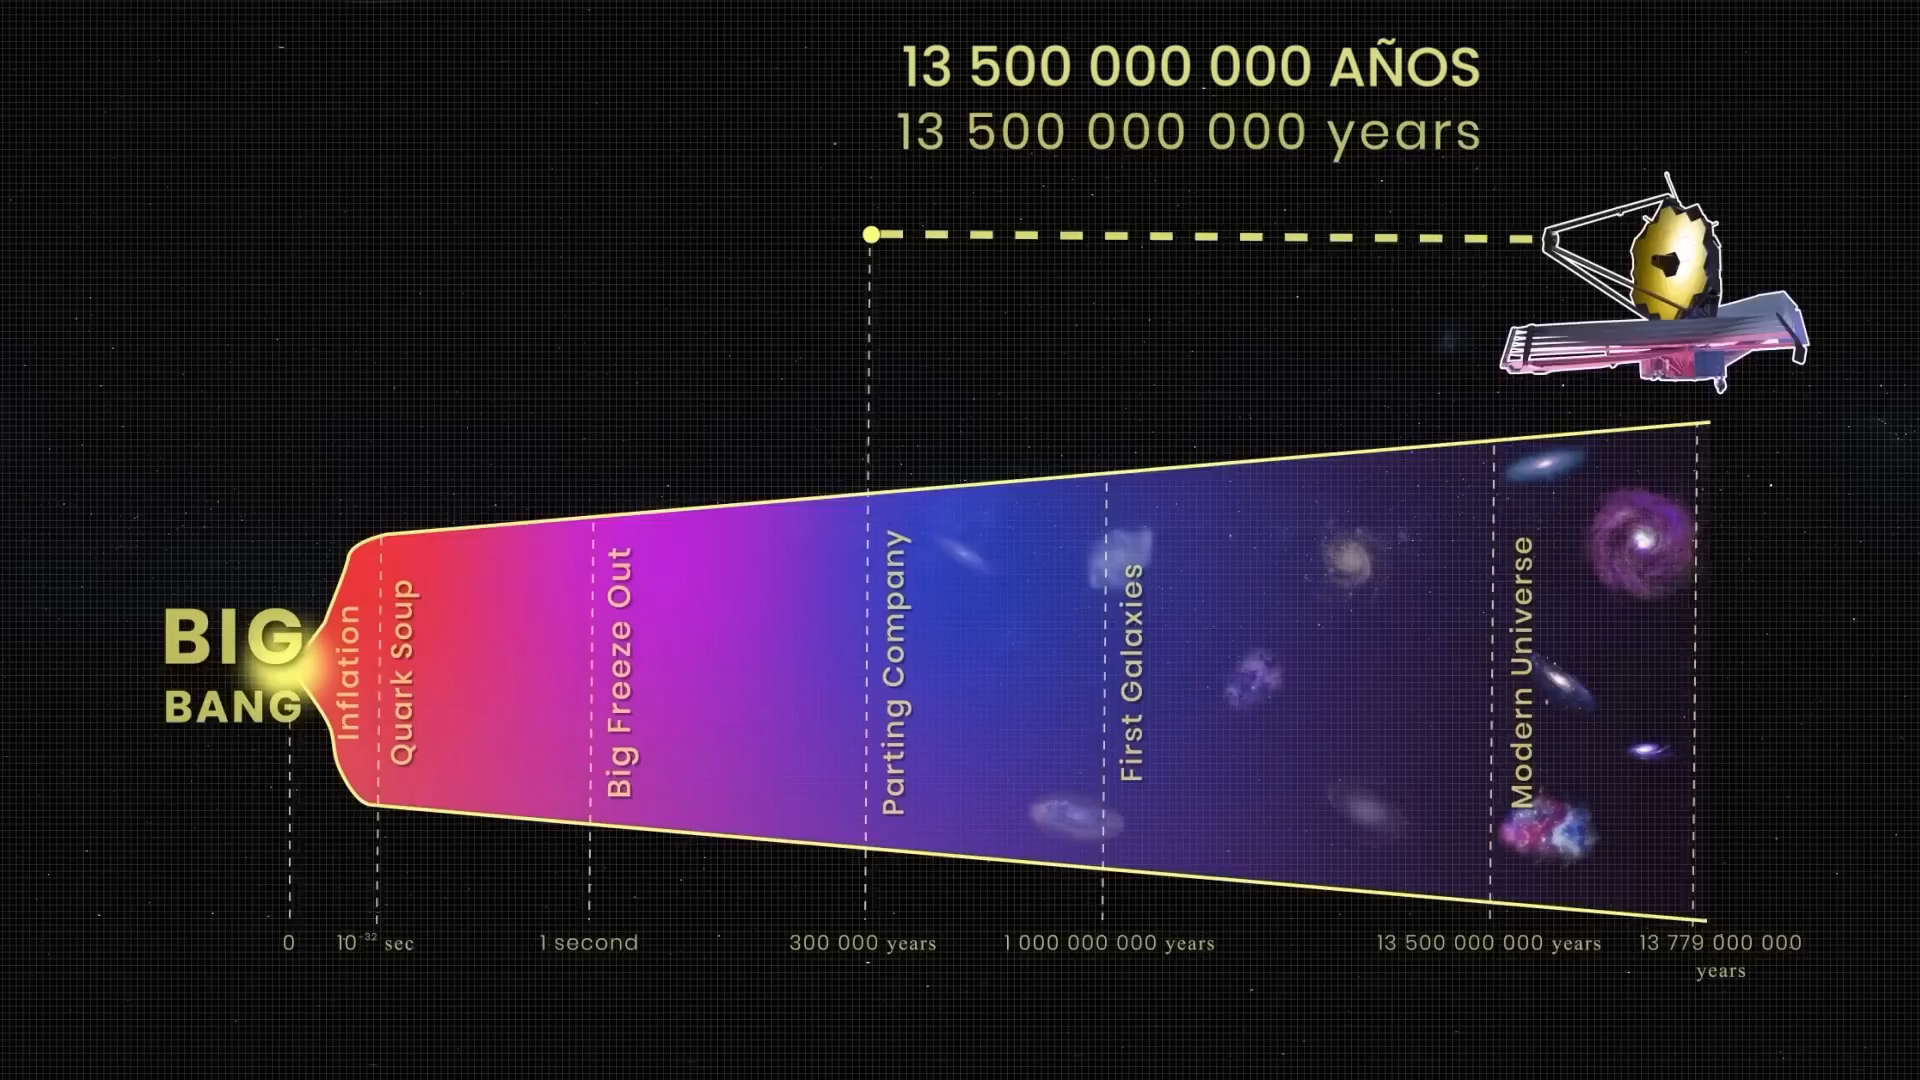 13 500 000 000 AÑOS
13 500 000 000 years
BIG
BANG
Inflation
Quark Soup
Big Freeze Out
Parting Company
First Galaxies
Modern Universe
0
10⁻³² sec
1 second
300 000 years
1 000 000 000 years
13 500 000 000 years
13 779 000 000
years